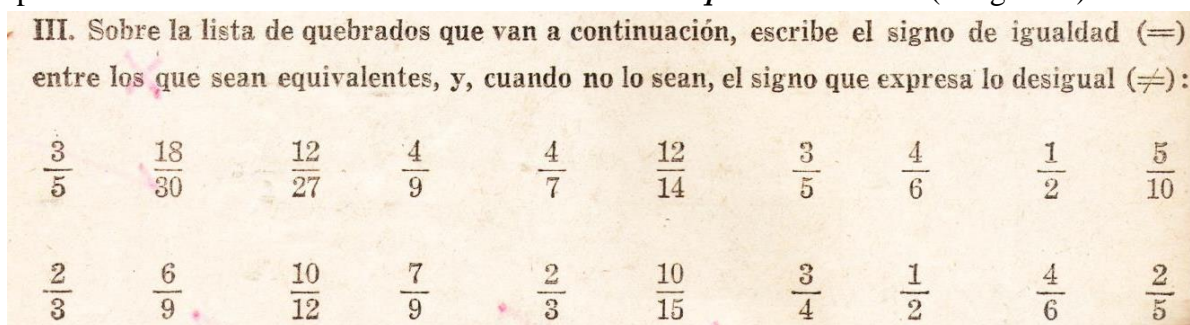 III. Sobre la lista de quebrados que van a continuación, escribe el signo de igualdad (=)
entre los que sean equivalentes, y, cuando no lo sean, el signo que expresa lo desigual (≠):
3/5 18/30 12/27 4/9 4/7 12/14 3/5 4/6 1/2 5/10
2/3 6/9 10/12 7/9 2/3 10/15 3/4 1/2 4/6 2/5